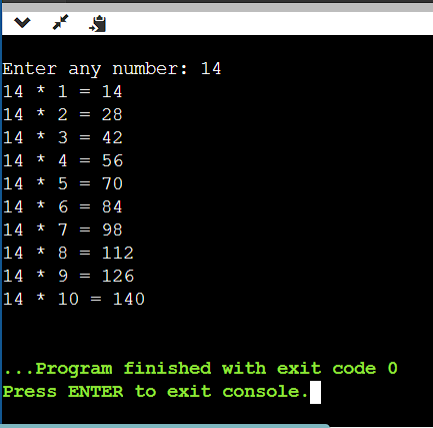 Enter any number: 14
14 * 1 = 14
14 * 2 = 28
14 * 3 = 42
14 * 4 = 56
14 * 5 = 70
14 * 6 = 84
14 * 7 = 98
14 * 8 = 112
14 * 9 = 126
14 * 10 = 140
...Program finished with exit code 0
Press ENTER to exit console.